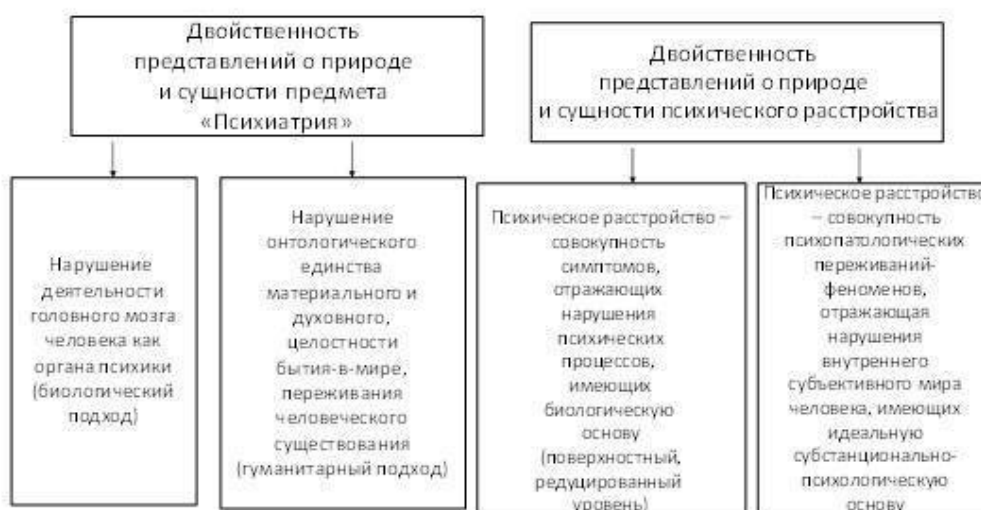 Двойственность
представлений о природе
и сущности предмета
«Психиатрия»
Двойственность
представлений о природе
и сущности психического расстройства
Нарушение
деятельности
головного мозга
человека как
органа психики
(биологический
подход)
Нарушение
онтологического
единства
материального и
духовного,
целостности
бытия-в-мире,
переживания
человеческого
существования
(гуманитарный подход)
Психическое расстройство –
совокупность
симптомов,
отражающих
нарушения
психических
процессов,
имеющих
биологическую
основу
(поверхностный,
редуцированный
уровень)
Психическое расстройство
– совокупность
психопатологических
переживаний-
феноменов,
отражающая
нарушения
внутреннего
субъективного мира
человека, имеющих
идеальную
субстанционально-
психологическую
основу